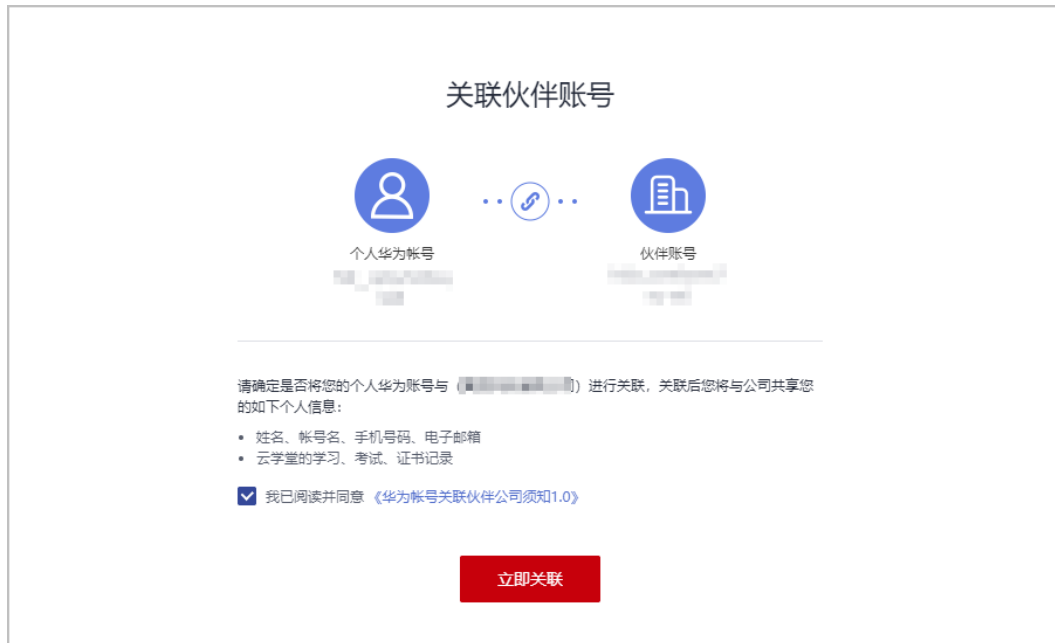 关联伙伴账号
个人华为帐号
伙伴账号
请确定是否将您的个人华为账号与（）进行关联，关联后您将与公司共享您
的如下个人信息：
• 姓名、帐号名、手机号码、电子邮箱
• 云学堂的学习、考试、证书记录
我已阅读并同意《华为帐号关联伙伴公司须知1.0》
立即关联